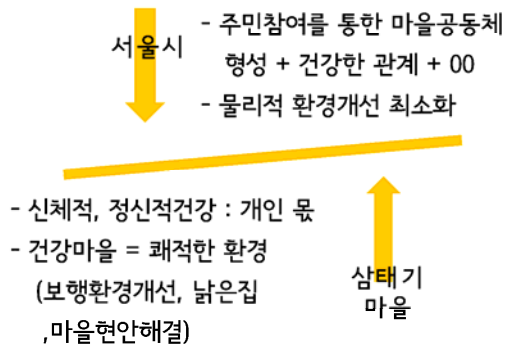 서울시
- 주민참여를 통한 마을공동체
형성 + 건강한 관계 + 00
- 물리적 환경개선 최소화
- 신체적, 정신적건강 : 개인 몫
- 건강마을 = 쾌적한 환경
(보행환경개선, 낡은집
,마을현안해결)
삼태기
마을